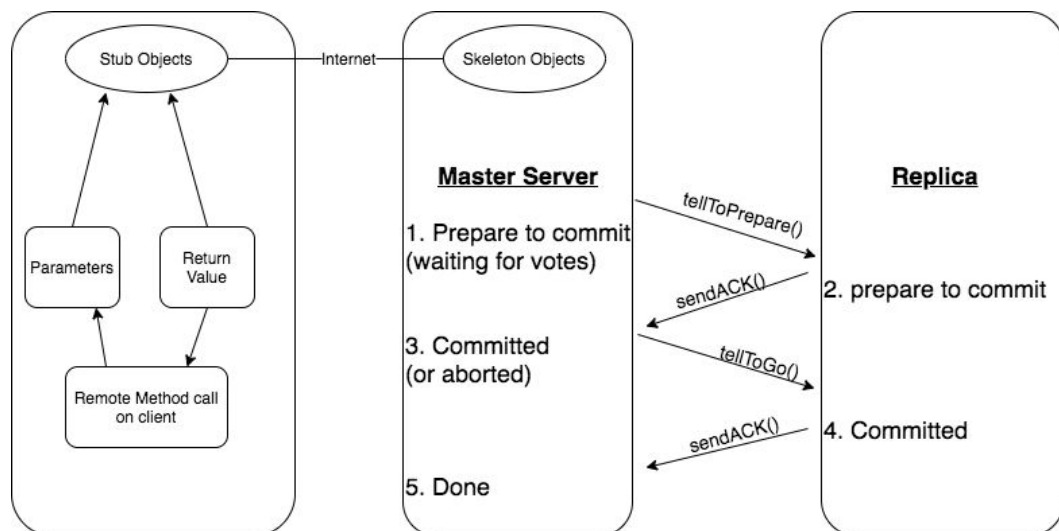 Stub Objects
Internet
Skeleton Objects
Parameters
Return
Value
Remote Method call
on client
Master Server
1. Prepare to commit
(waiting for votes)
3. Committed
(or aborted)
5. Done
tellToPrepare()
sendACK()
tellToGo()
sendACK()
Replica
2. prepare to commit
4. Committed